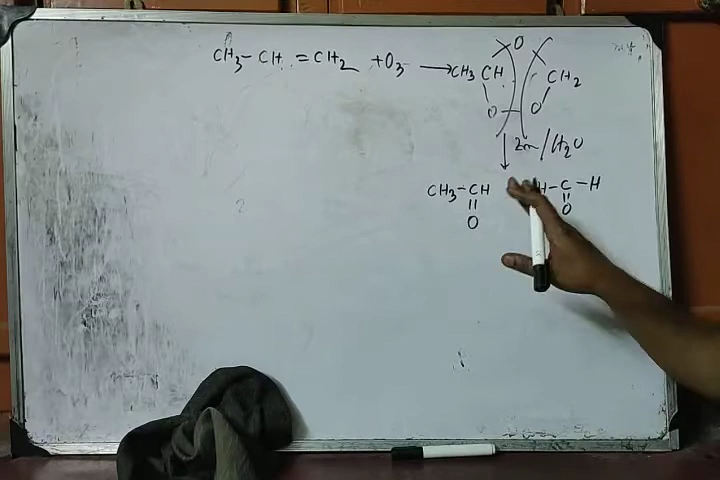 CH3-CH=CH2 +O3 → CH3 CH O CH2
O-O
Zn/H2O
CH3-CH H-C-H
|| ||
O O